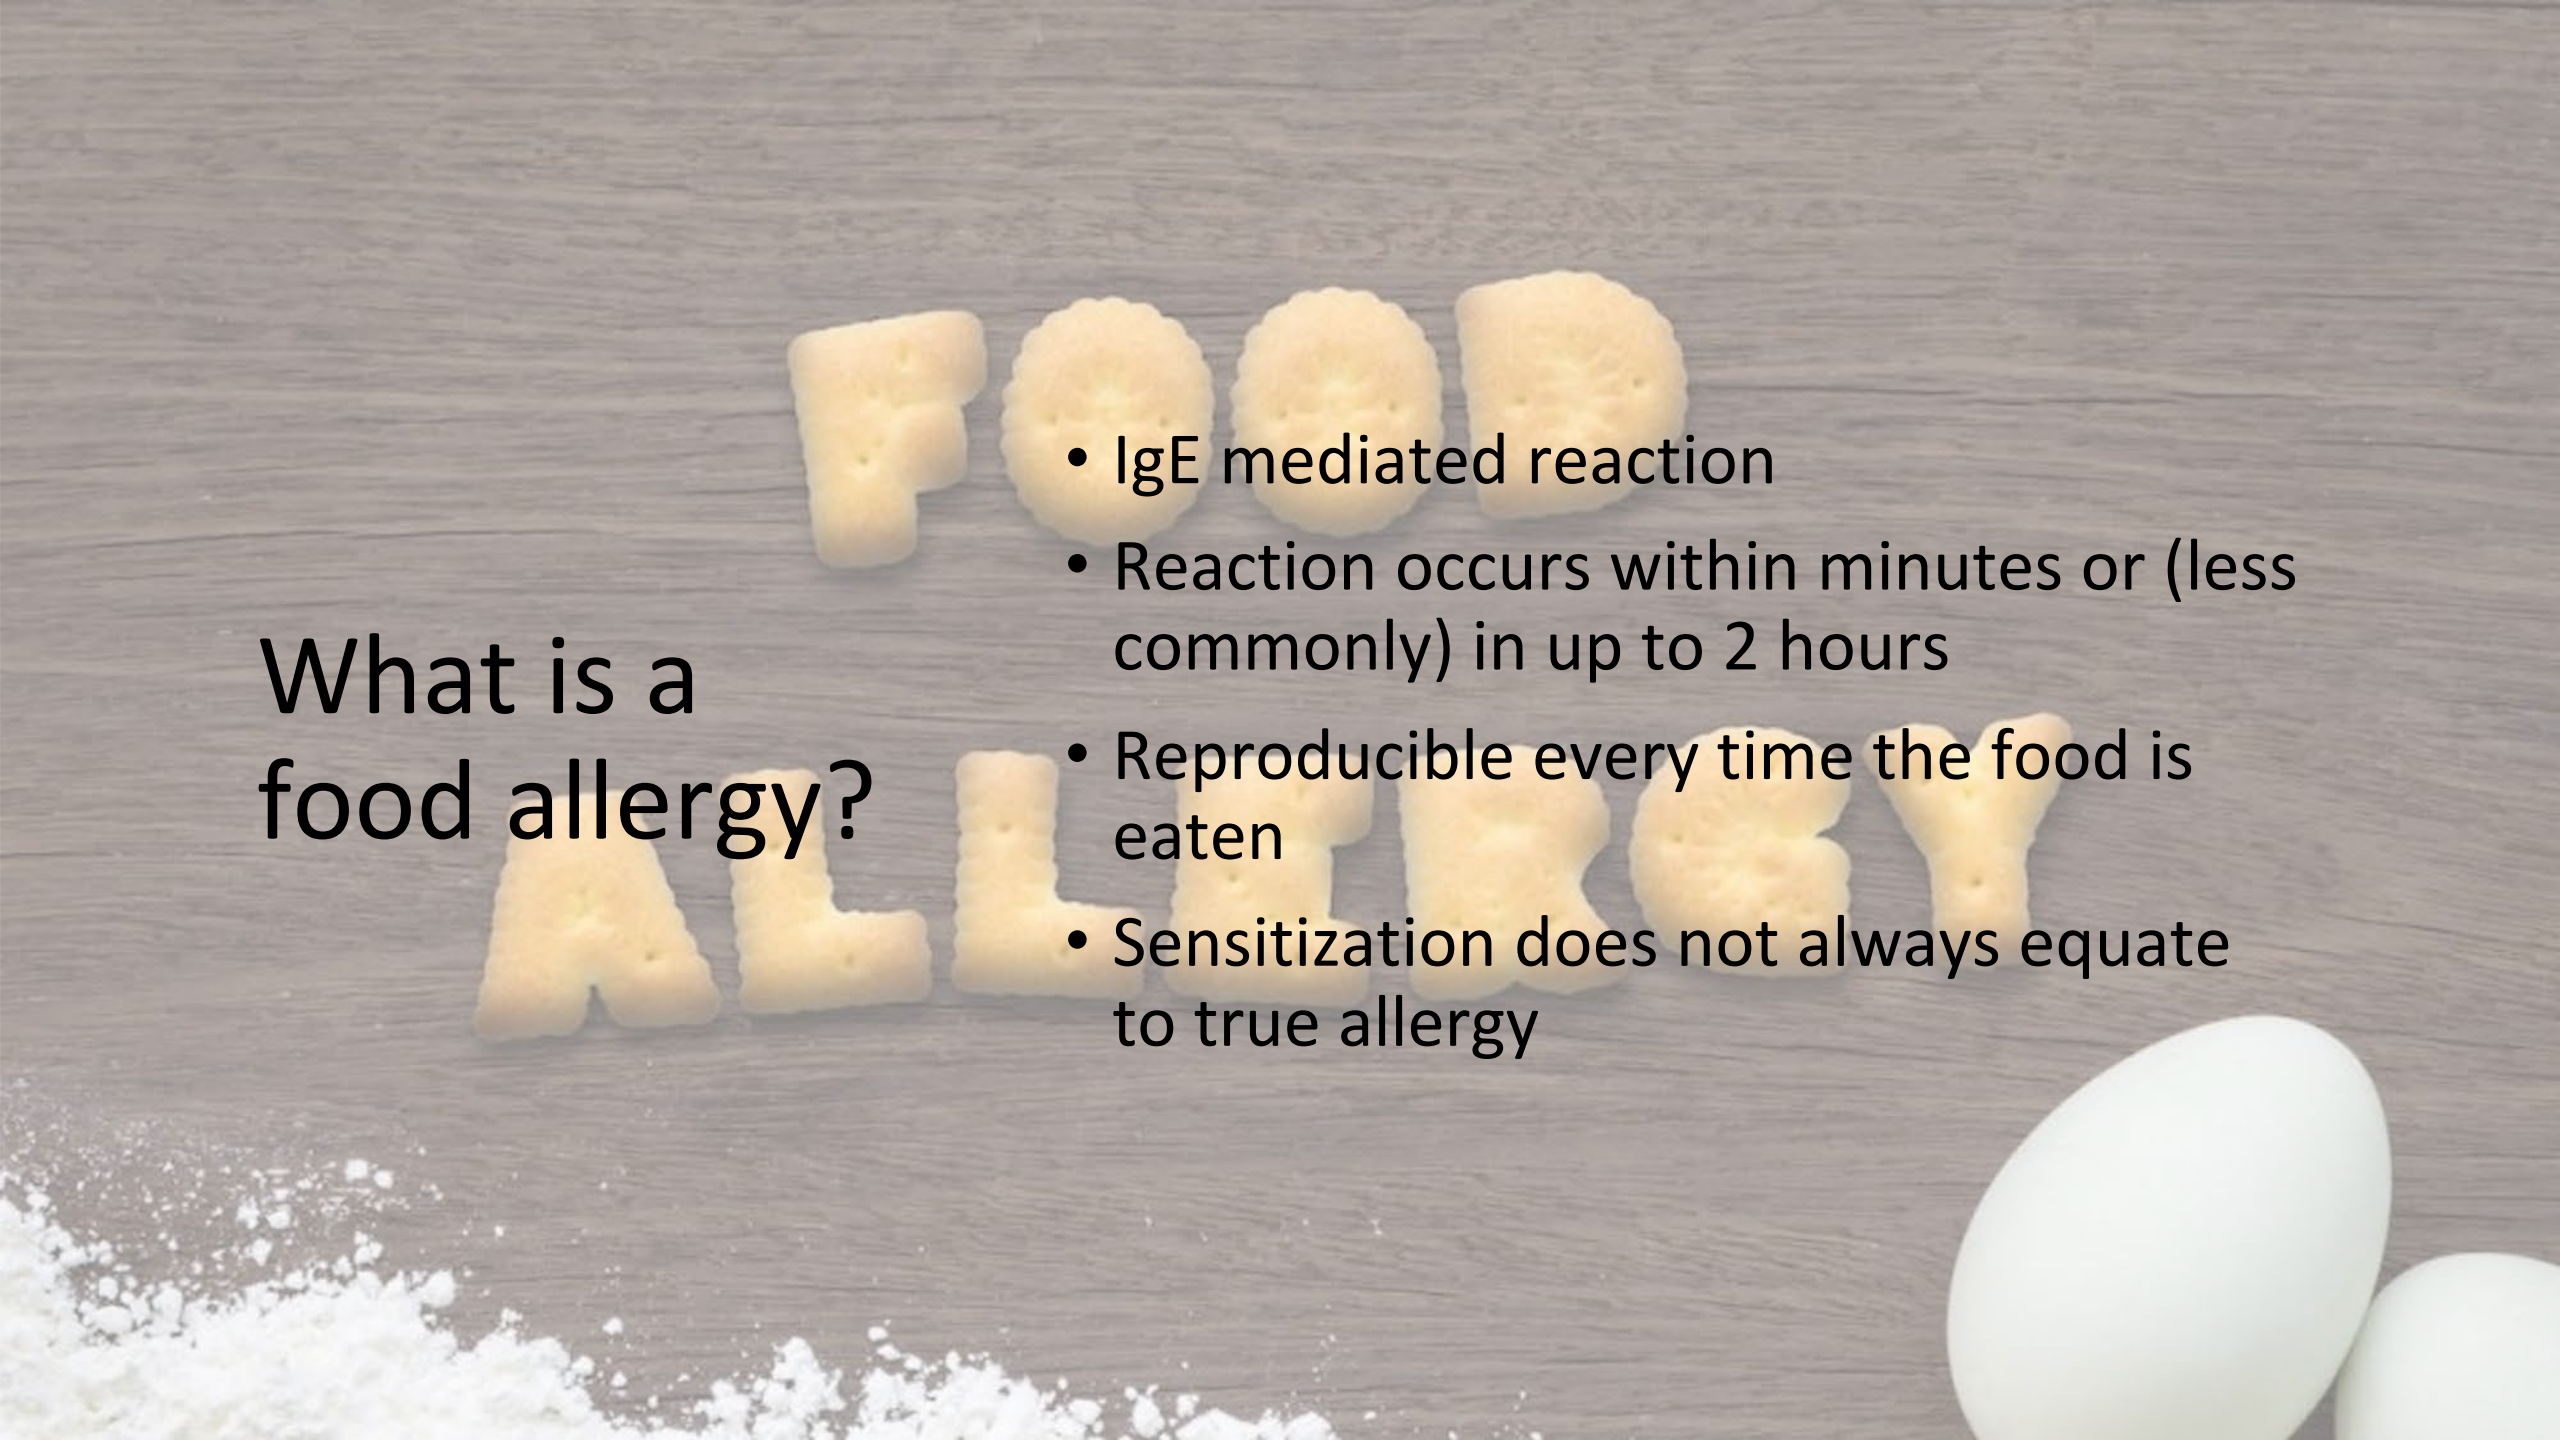 FOOD
ALLERGY
What is a
food allergy?
• IgE mediated reaction
• Reaction occurs within minutes or (less
commonly) in up to 2 hours
• Reproducible every time the food is
eaten
• Sensitization does not always equate
to true allergy